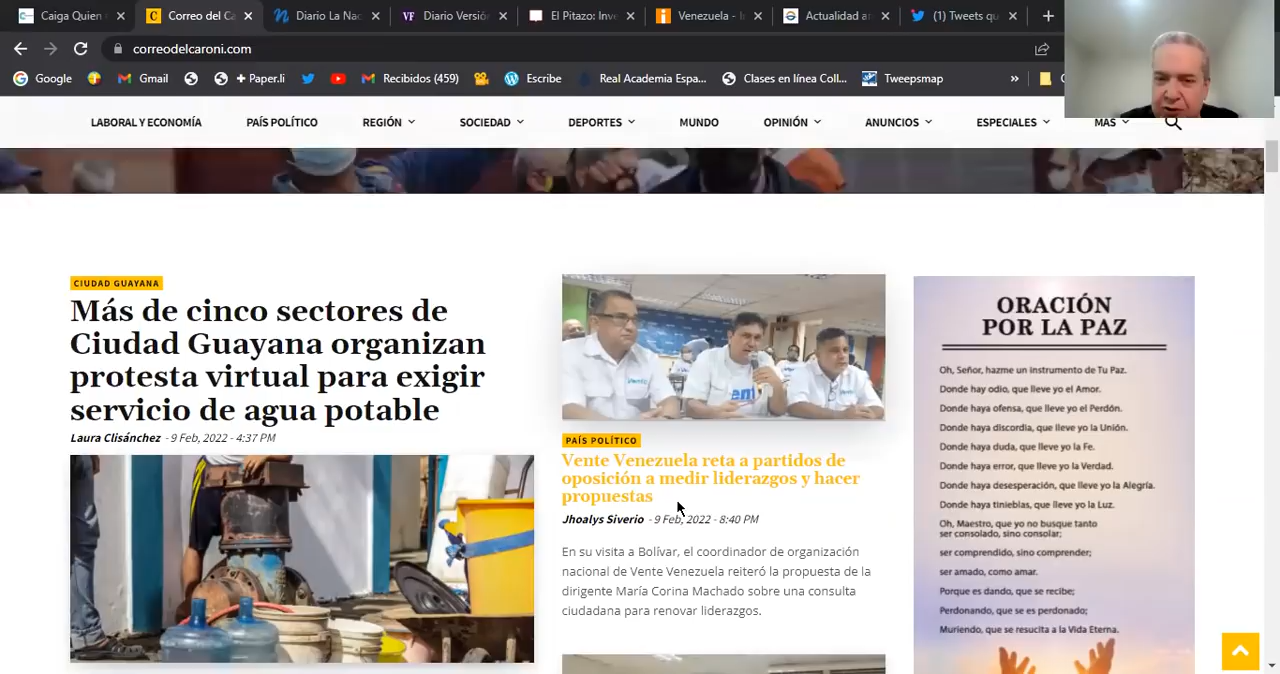 Caiga Quien
Correo del Ca
Diario La Nac
Diario Versió
El Pitazo: Inve
Venezuela - I
Actualidad ar
(1) Tweets qu
correodelcaroni.com
Google
Gmail
+ Paper.li
Recibidos (459)
Escribe
Real Academia Espa...
Clases en línea Coll...
Tweepsmap
»
LABORAL Y ECONOMÍA
PAÍS POLÍTICO
REGIÓN
SOCIEDAD
DEPORTES
MUNDO
OPINIÓN
ANUNCIOS
ESPECIALES
MÁS
CIUDAD GUAYANA
Más de cinco sectores de
Ciudad Guayana organizan
protesta virtual para exigir
servicio de agua potable
Laura Clisánchez - 9 Feb, 2022 - 4:37 PM
PAÍS POLÍTICO
Vente Venezuela reta a partidos de
oposición a medir liderazgos y hacer
propuestas
Jhoalys Siverio - 9 Feb, 2022 - 8:40 PM
En su visita a Bolívar, el coordinador de organización
nacional de Vente Venezuela reiteró la propuesta de la
dirigente María Corina Machado sobre una consulta
ciudadana para renovar liderazgos.
ORACIÓN
POR LA PAZ
Oh, Señor, hazme un instrumento de Tu Paz.
Donde hay odio, que lleve yo el Amor.
Donde haya ofensa, que lleve yo el Perdón.
Donde haya discordia, que lleve yo la Unión.
Donde haya duda, que lleve yo la Fe.
Donde haya error, que lleve yo la Verdad.
Donde haya desesperación, que lleve yo la Alegría.
Donde haya tinieblas, que lleve yo la Luz.
Oh, Maestro, que yo no busque tanto
ser consolado, sino consolar;
ser comprendido, sino comprender;
ser amado, como amar.
Porque es dando, que se recibe;
Perdonando, que se es perdonado;
Muriendo, que se resucita a la Vida Eterna.